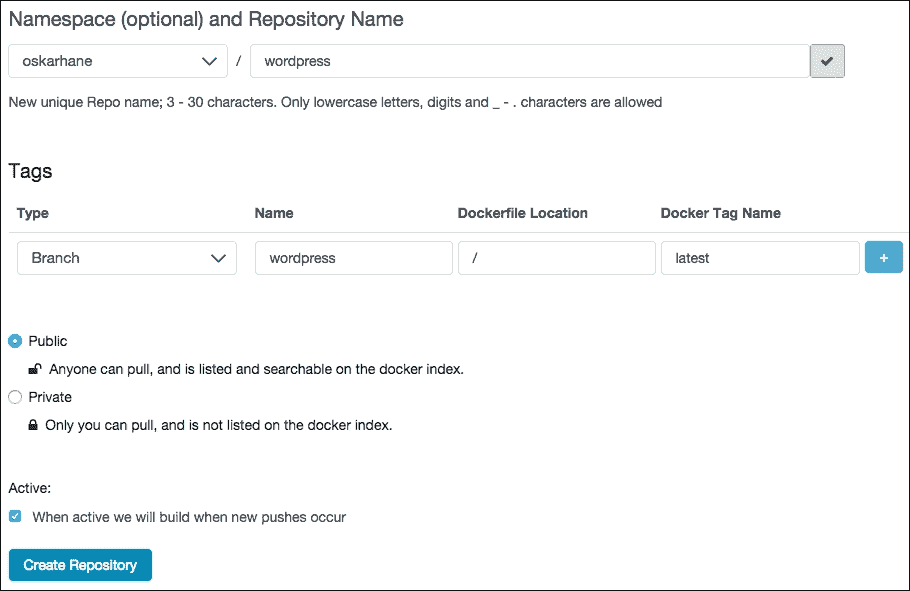 Namespace (optional) and Repository Name
oskarhane / wordpress
New unique Repo name; 3 - 30 characters. Only lowercase letters, digits and _ - . characters are allowed
Tags
Type Name Dockerfile Location Docker Tag Name
Branch wordpress / latest +
Public
Anyone can pull, and is listed and searchable on the docker index.
Private
Only you can pull, and is not listed on the docker index.
Active:
When active we will build when new pushes occur
Create Repository